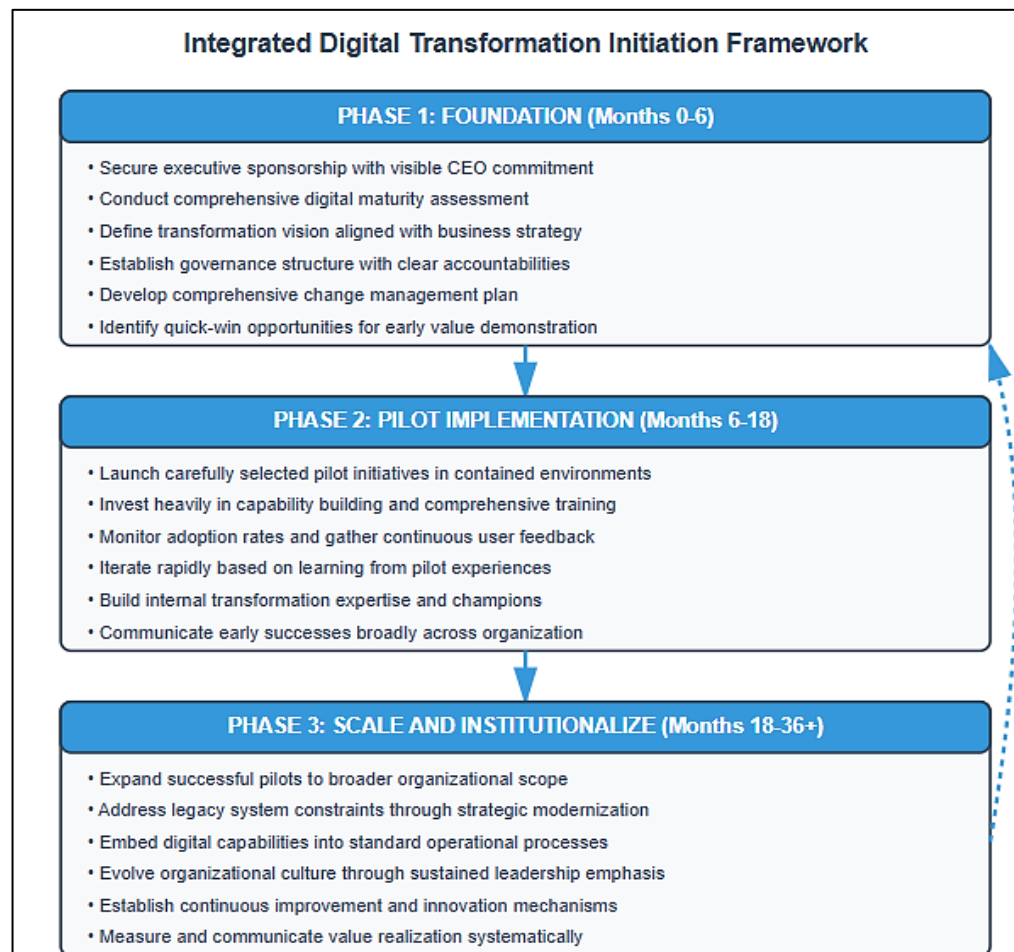 Integrated Digital Transformation Initiation Framework
PHASE 1: FOUNDATION (Months 0-6)
• Secure executive sponsorship with visible CEO commitment
• Conduct comprehensive digital maturity assessment
• Define transformation vision aligned with business strategy
• Establish governance structure with clear accountabilities
• Develop comprehensive change management plan
• Identify quick-win opportunities for early value demonstration
PHASE 2: PILOT IMPLEMENTATION (Months 6-18)
• Launch carefully selected pilot initiatives in contained environments
• Invest heavily in capability building and comprehensive training
• Monitor adoption rates and gather continuous user feedback
• Iterate rapidly based on learning from pilot experiences
• Build internal transformation expertise and champions
• Communicate early successes broadly across organization
PHASE 3: SCALE AND INSTITUTIONALIZE (Months 18-36+)
• Expand successful pilots to broader organizational scope
• Address legacy system constraints through strategic modernization
• Embed digital capabilities into standard operational processes
• Evolve organizational culture through sustained leadership emphasis
• Establish continuous improvement and innovation mechanisms
• Measure and communicate value realization systematically